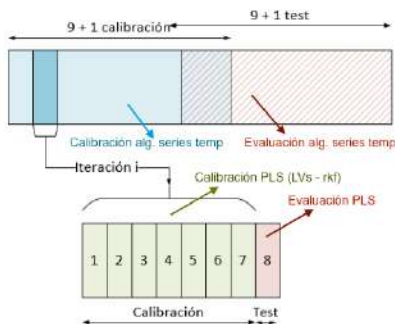 9 + 1 test
9 + 1 calibración
Calibración alg. series temp
Evaluación alg. series temp
Iteración i
Calibración PLS (LVs - rkf)
Evaluación PLS
1 2 3 4 5 6 7 8
Calibración Test